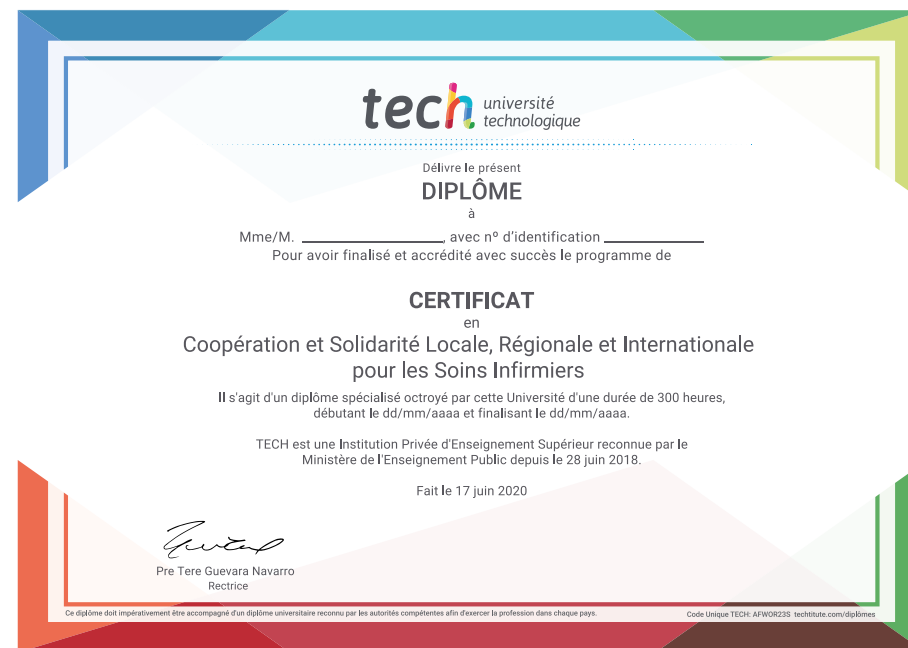 tech université
technologique
Délivre le présent
DIPLÔME
à
Mme/M. ____________________, avec nº d'identification ______________
Pour avoir finalisé et accrédité avec succès le programme de
CERTIFICAT
en
Coopération et Solidarité Locale, Régionale et Internationale
pour les Soins Infirmiers
Il s'agit d'un diplôme spécialisé octroyé par cette Université d'une durée de 300 heures,
débutant le dd/mm/aaaa et finalisant le dd/mm/aaaa.
TECH est une Institution Privée d'Enseignement Supérieur reconnue par le
Ministère de l'Enseignement Public depuis le 28 juin 2018.
Fait le 17 juin 2020
Pre Tere Guevara Navarro
Rectrice
Ce diplôme doit impérativement être accompagné d'un diplôme universitaire reconnu par les autorités compétentes afin d'exercer la profession dans chaque pays.
Code Unique TECH: AFWOR23S techtitute.com/diplômes